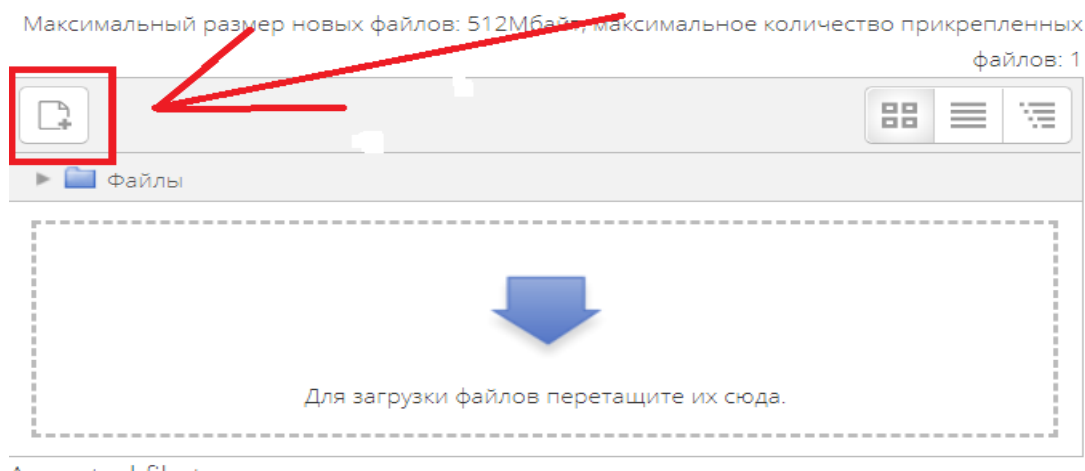 Максимальный размер новых файлов: 512Мбайт, максимальное количество прикрепленных
файлов: 1
Файлы
Для загрузки файлов перетащите их сюда.